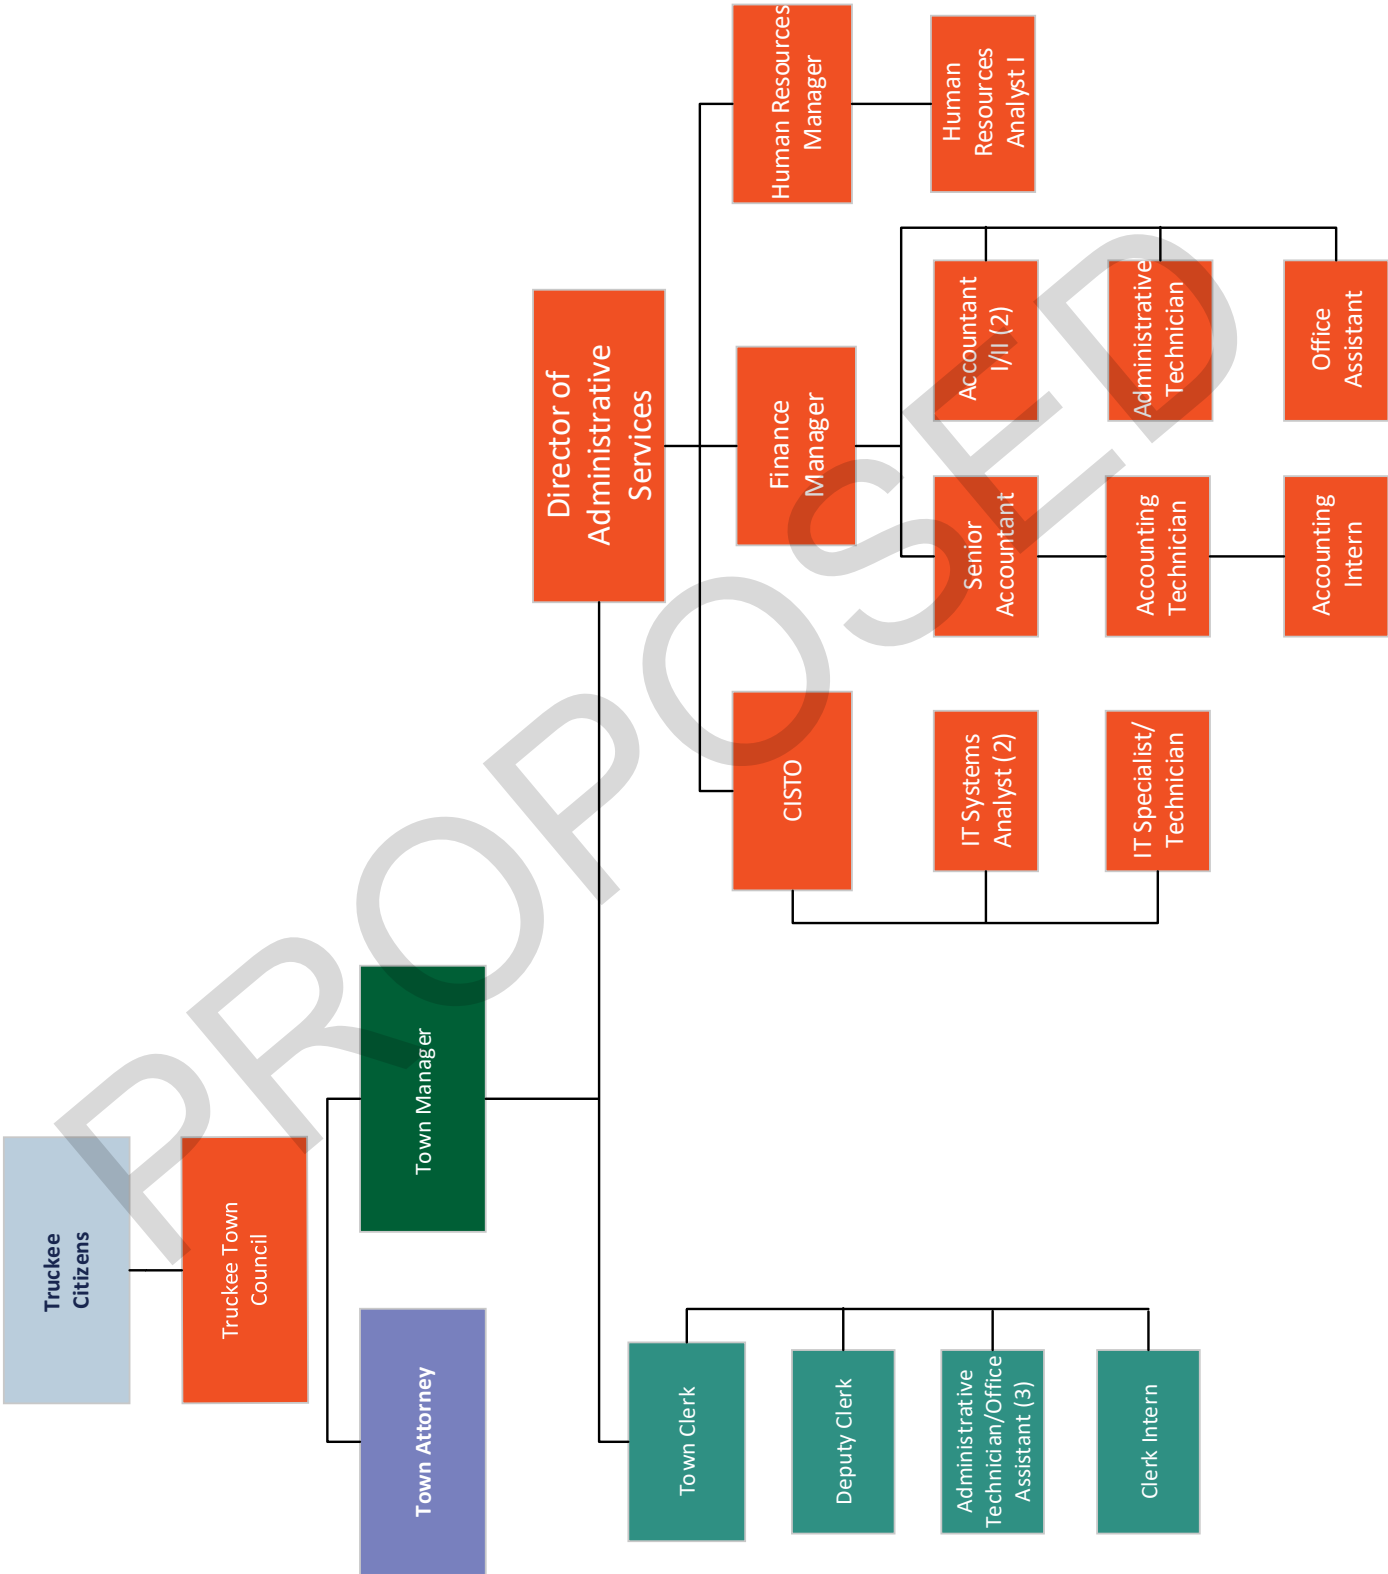 Truckee
Citizens
Truckee Town
Council
Town Attorney
Town Manager
Town Clerk
Deputy Clerk
Administrative
Technician/Office
Assistant (3)
Clerk Intern
Director of
Administrative
Services
CISTO
IT Systems
Analyst (2)
IT Specialist/
Technician
Finance
Manager
Senior
Accountant
Accounting
Technician
Accounting
Intern
Accountant
I/II (2)
Administrative
Technician
Office
Assistant
Human Resources
Manager
Human
Resources
Analyst I
PROPOSED